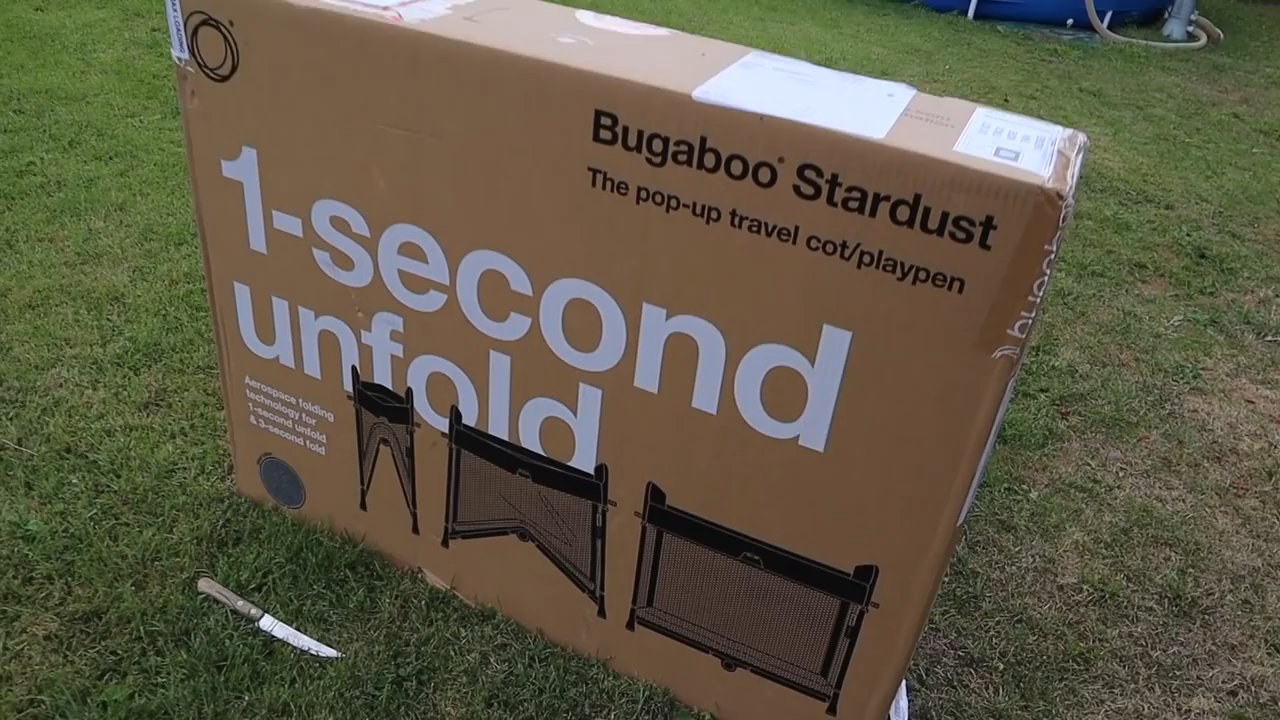 Bugaboo® Stardust
The pop-up travel cot/playpen
1-second
unfold
Aerospace folding
technology for
1-second unfold
& 3-second fold